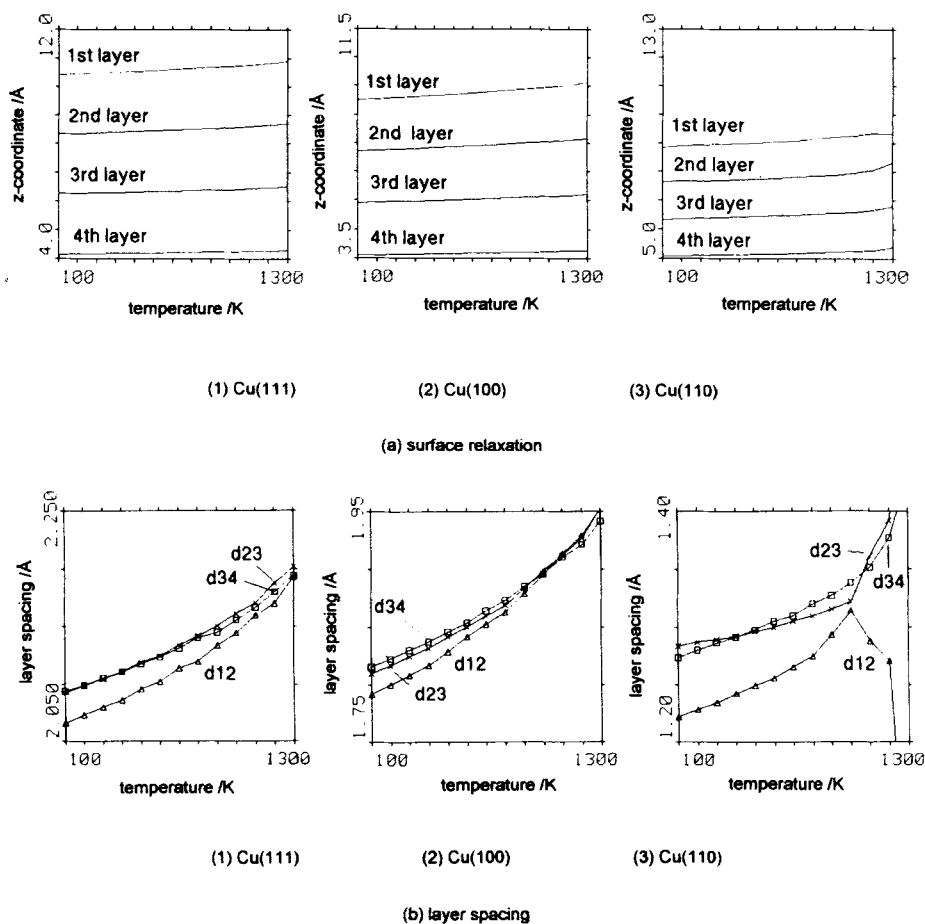 12.0
z-coordinate /Å
4.0
1st layer
2nd layer
3rd layer
4th layer
100
1300
temperature /K
11.5
z-coordinate /Å
3.5
1st layer
2nd layer
3rd layer
4th layer
100
1300
temperature /K
13.0
z-coordinate /Å
5.0
1st layer
2nd layer
3rd layer
4th layer
100
1300
temperature /K
(1) Cu(111)
(2) Cu(100)
(3) Cu(110)
(a) surface relaxation
2.250
layer spacing /Å
2.050
d23
d34
d12
100
1300
temperature /K
1.95
layer spacing /Å
1.75
d34
d12
d23
100
1300
temperature /K
1.40
layer spacing /Å
1.20
d23
d34
d12
100
1300
temperature /K
(1) Cu(111)
(2) Cu(100)
(3) Cu(110)
(b) layer spacing